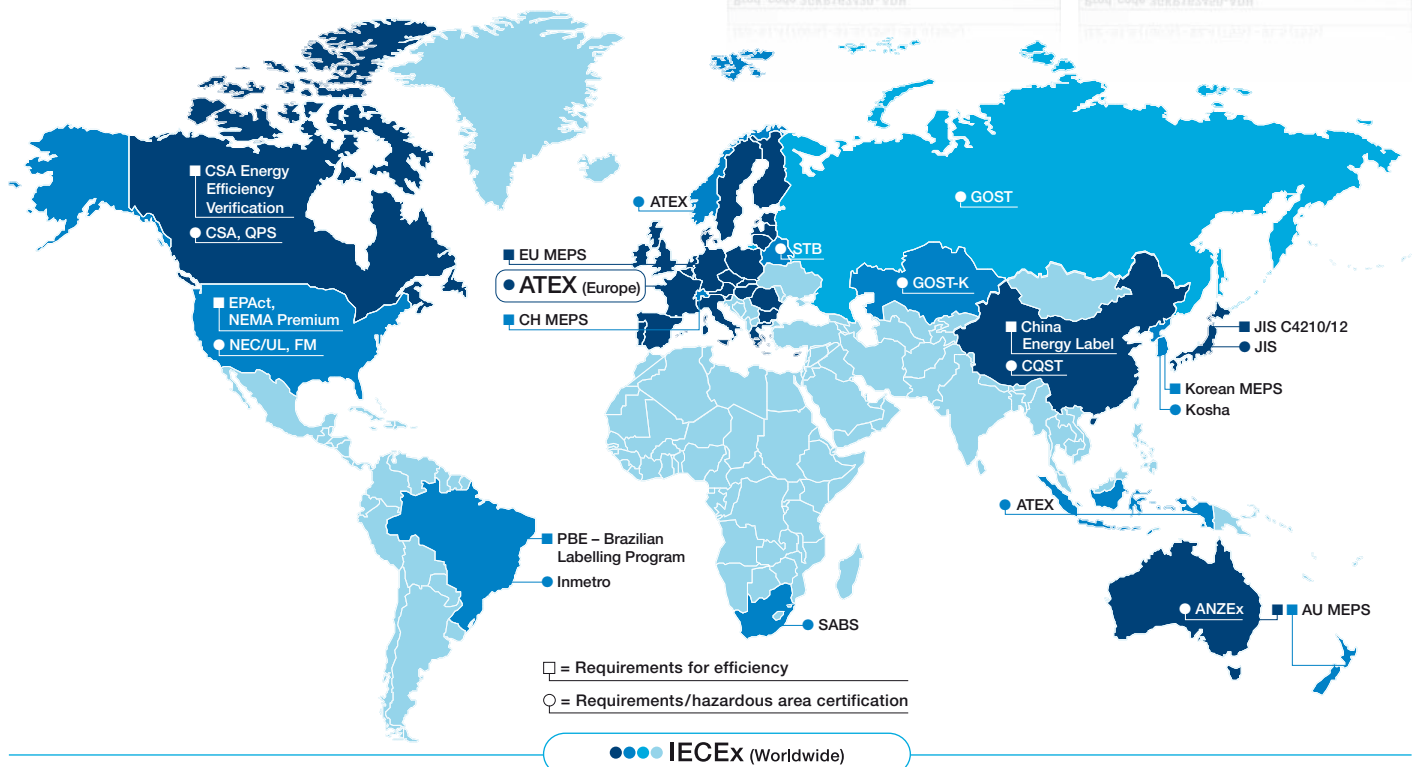 CSA Energy
Efficiency
Verification
CSA, QPS
EPAct,
NEMA Premium
NEC/UL, FM
ATEX
EU MEPS
ATEX (Europe)
CH MEPS
STB
GOST
GOST-K
China
Energy Label
CQST
JIS C4210/12
JIS
Korean MEPS
Kosha
ATEX
PBE – Brazilian
Labelling Program
Inmetro
SABS
ANZEx
AU MEPS
= Requirements for efficiency
= Requirements/hazardous area certification
IECEx (Worldwide)